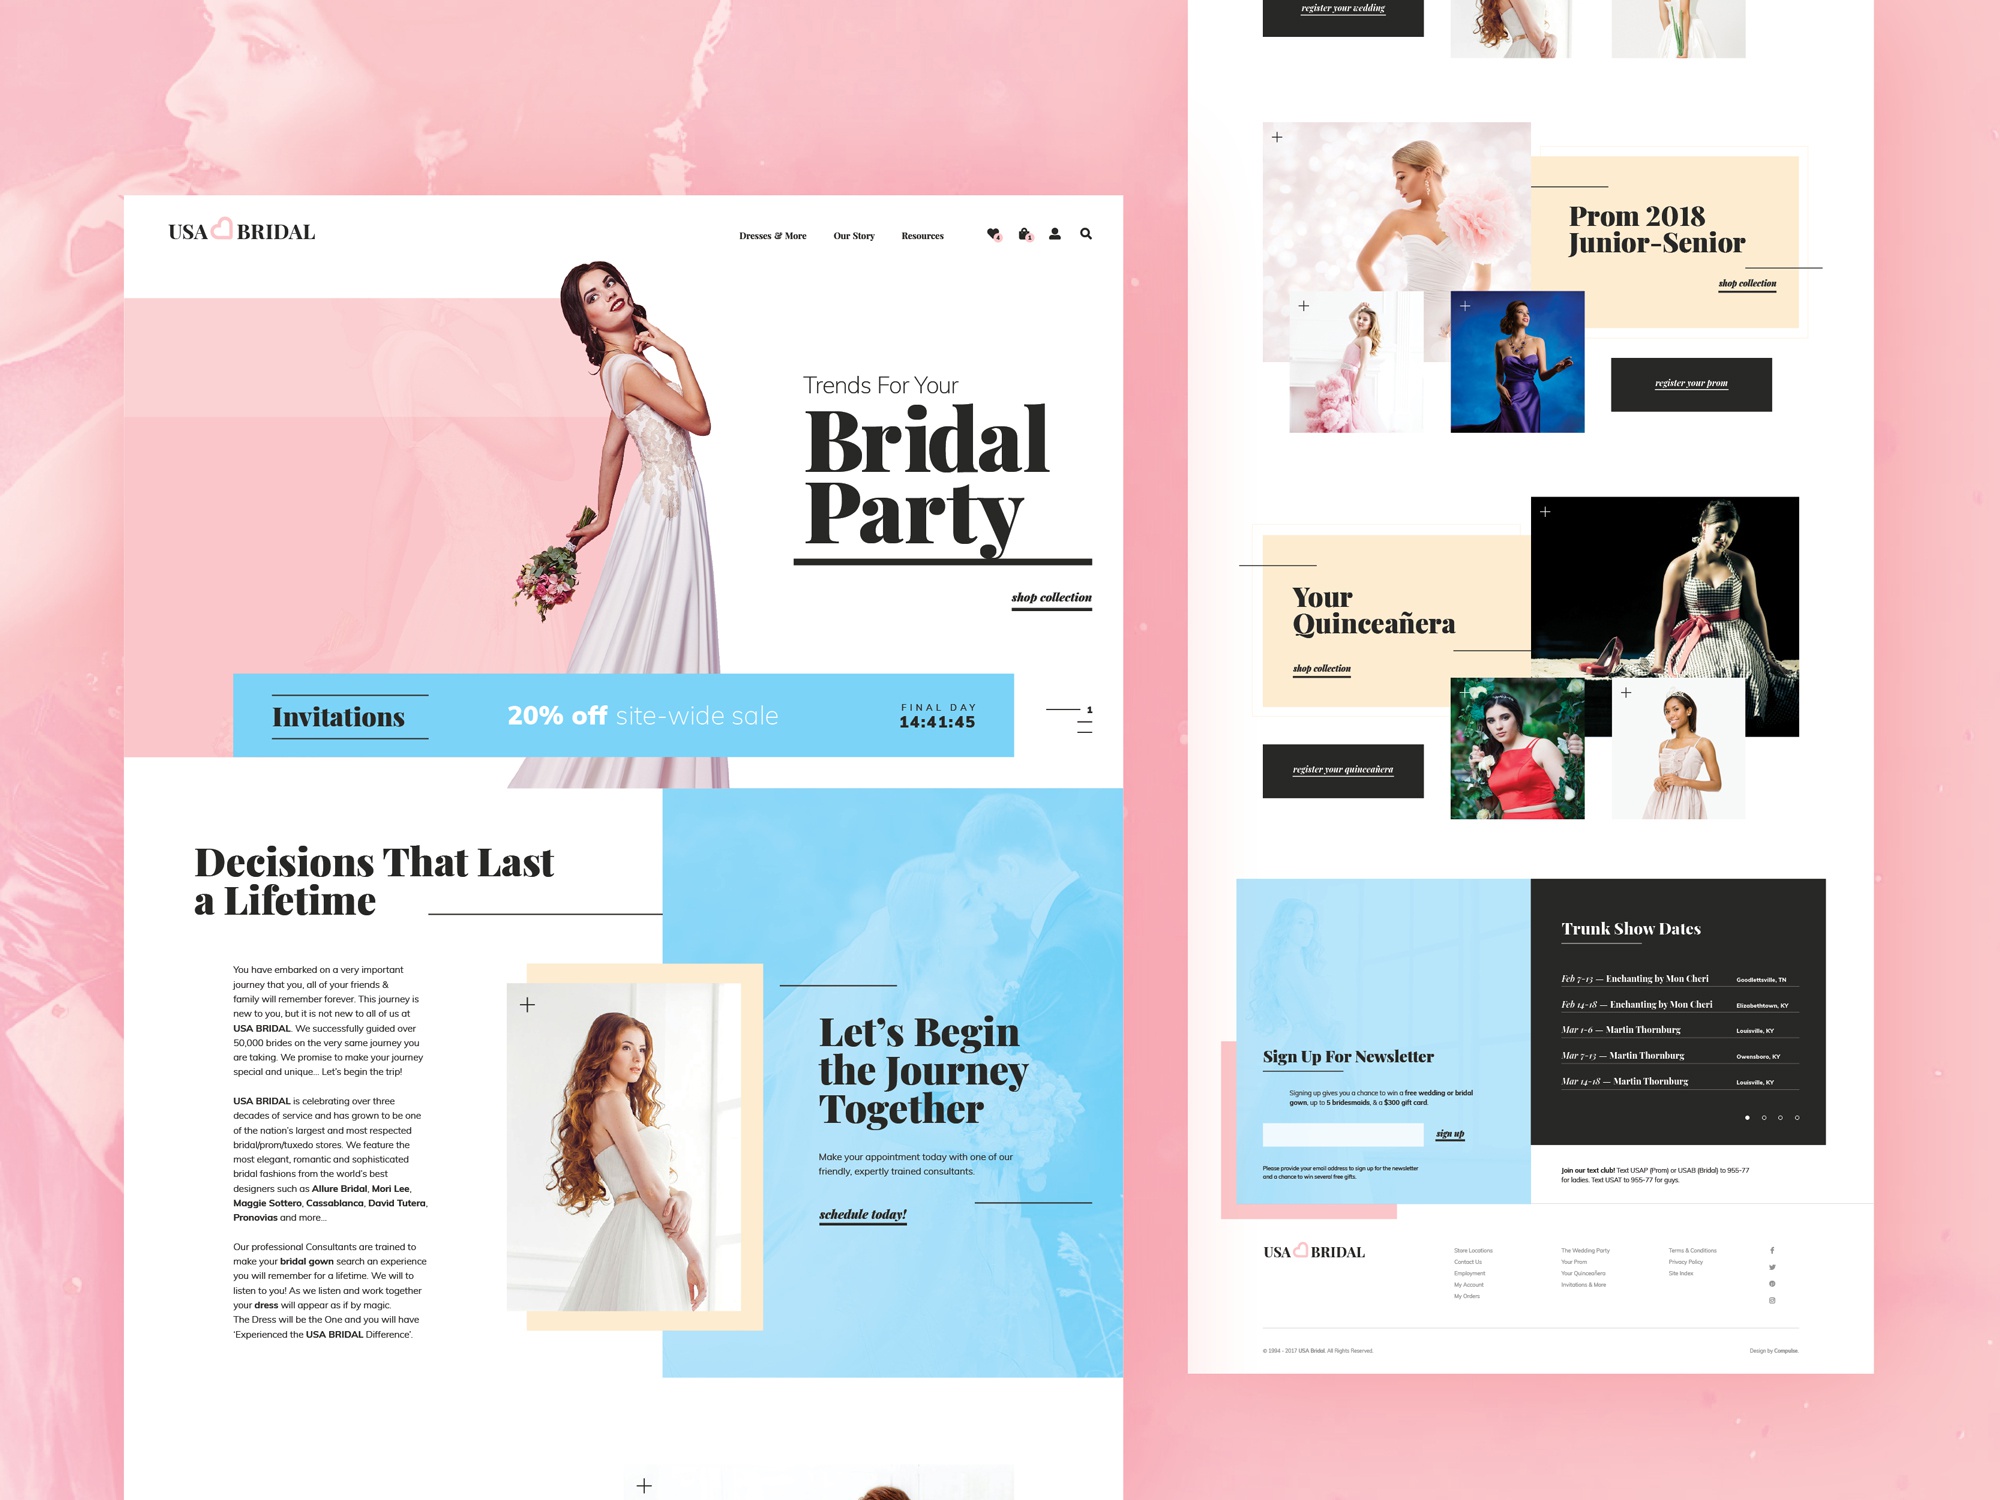 USA BRIDAL
Dresses & More
Our Story
Resources
4
1
Trends For Your
Bridal
Party
shop collection
Invitations
20% off site-wide sale
FINAL DAY
14:41:45
1
Decisions That Last
a Lifetime
You have embarked on a very important
journey that you, all of your friends &
family will remember forever. This journey is
new to you, but it is not new to all of us at
USA BRIDAL. We successfully guided over
50,000 brides on the very same journey you
are taking. We promise to make your journey
special and unique... Let's begin the trip!
USA BRIDAL is celebrating over three
decades of service and has grown to be one
of the nation's largest and most respected
bridal/prom/tuxedo stores. We feature the
most elegant, romantic and sophisticated
bridal fashions from the world's best
designers such as Allure Bridal, Mori Lee,
Maggie Sottero, Cassablanca, David Tutera,
Pronovias and more...
Our professional Consultants are trained to
make your bridal gown search an experience
you will remember for a lifetime. We will to
listen to you! As we listen and work together
your dress will appear as if by magic.
The Dress will be the One and you will have
'Experienced the USA BRIDAL Difference'.
Let's Begin
the Journey
Together
Make your appointment today with one of our
friendly, expertly trained consultants.
schedule today!
register your wedding
Prom 2018
Junior-Senior
shop collection
register your prom
Your
Quinceañera
shop collection
register your quinceañera
Sign Up For Newsletter
Signing up gives you a chance to win a free wedding or bridal
gown, up to 5 bridesmaids, & a $300 gift card.
sign up
Please provide your email address to sign up for the newsletter
and a chance to win several free gifts.
Trunk Show Dates
Feb 7-13 — Enchanting by Mon Cheri Goodlettsville, TN
Feb 14-18 — Enchanting by Mon Cheri Elizabethtown, KY
Mar 1-6 — Martin Thornburg Louisville, KY
Mar 7-13 — Martin Thornburg Owensboro, KY
Mar 14-18 — Martin Thornburg Louisville, KY
Join our text club! Text USAP (Prom) or USAB (Bridal) to 955-77
for ladies. Text USAT to 955-77 for guys.
USA BRIDAL
Store Locations
Contact Us
Employment
My Account
My Orders
The Wedding Party
Your Prom
Your Quinceañera
Invitations & More
Terms & Conditions
Privacy Policy
Site Index
© 1994 - 2017 USA Bridal. All Rights Reserved.
Design by Compulse.